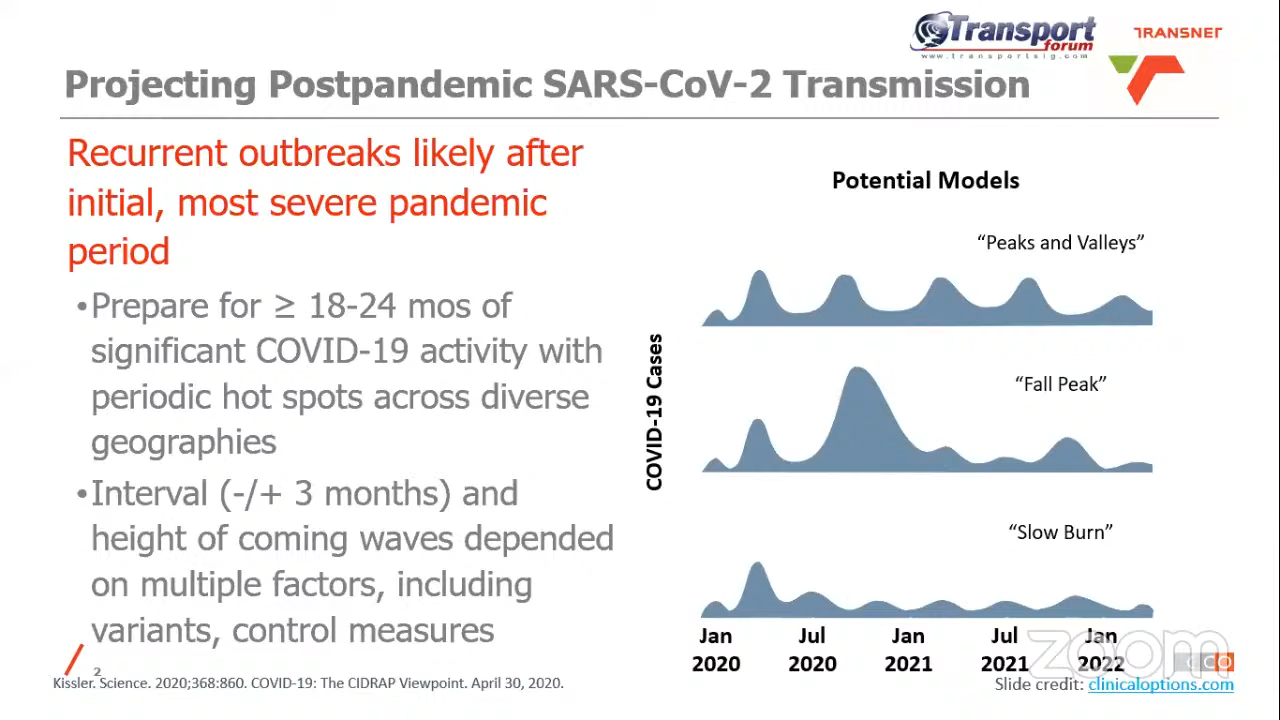 Transport
forum
www.transportsig.com
TRANSNET
Projecting Postpandemic SARS-CoV-2 Transmission
Recurrent outbreaks likely after
initial, most severe pandemic
period
•Prepare for ≥ 18-24 mos of
significant COVID-19 activity with
periodic hot spots across diverse
geographies
•Interval (-/+ 3 months) and
height of coming waves depended
on multiple factors, including
variants, control measures
Potential Models
“Peaks and Valleys”
“Fall Peak”
“Slow Burn”
COVID-19 Cases
Jan Jul Jan Jul Jan
2020 2020 2021 2021 2022
zoom
2
Kissler. Science. 2020;368:860. COVID-19: The CIDRAP Viewpoint. April 30, 2020.
Slide credit: clinicaloptions.com